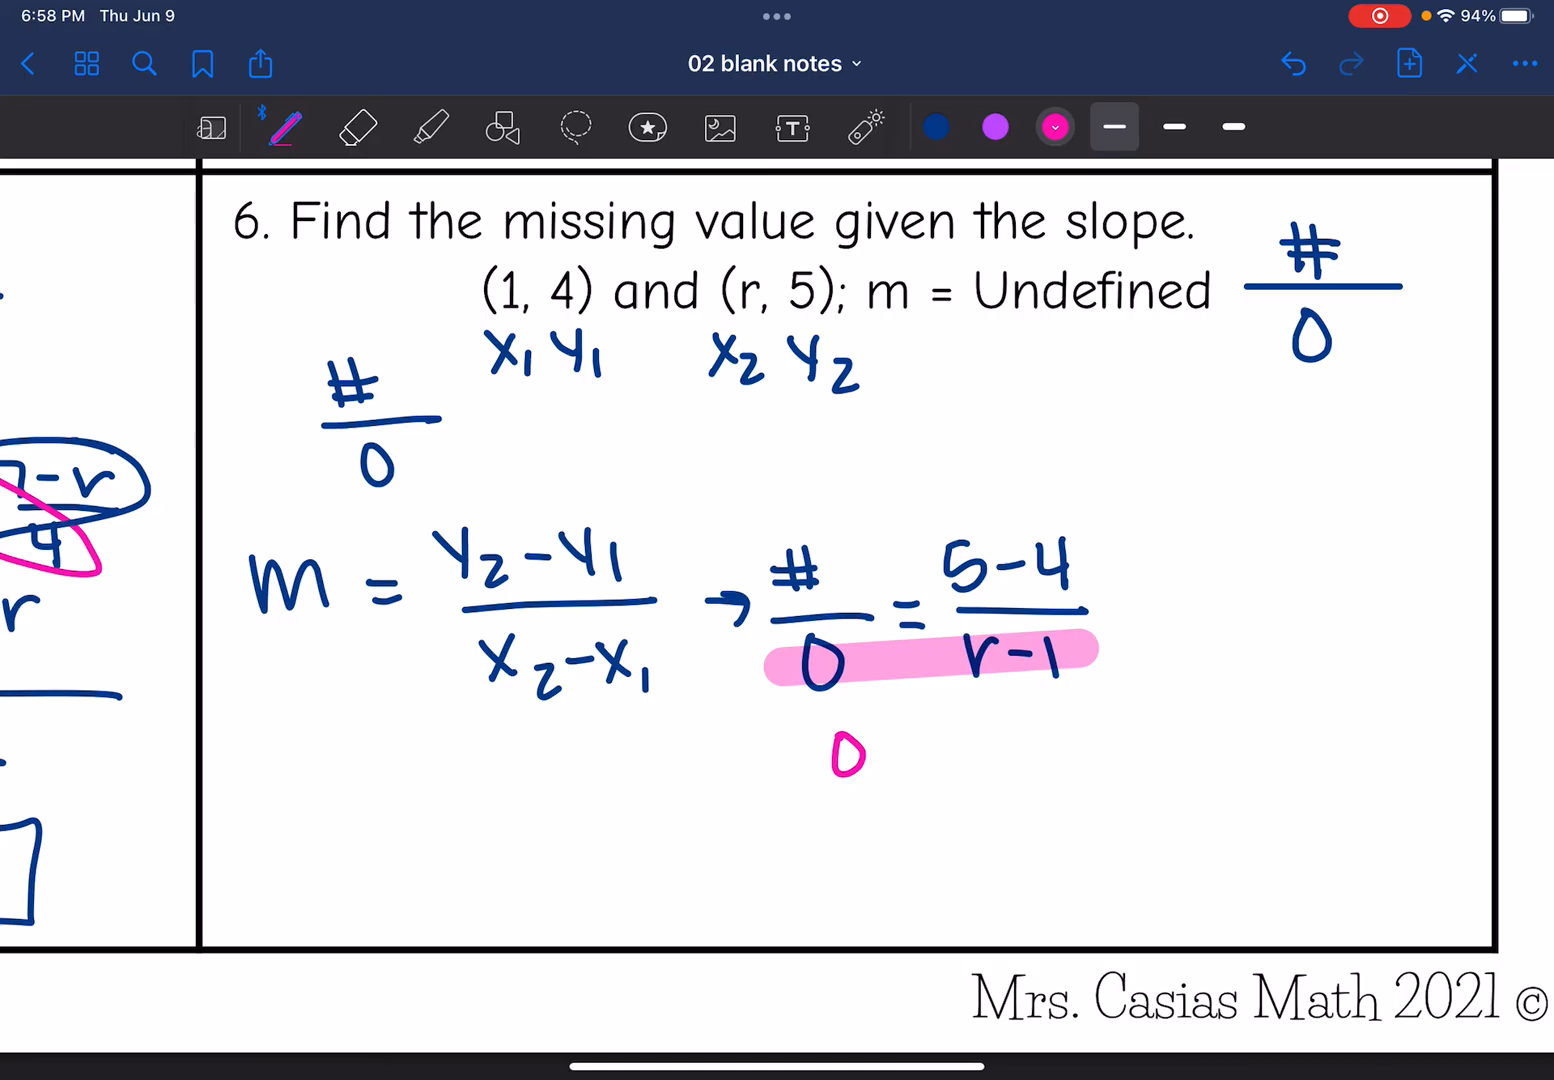 6:58 PM Thu Jun 9
94%
02 blank notes
T
6. Find the missing value given the slope.
(1, 4) and (r, 5); m = Undefined
#
0
x1 y1 x2 y2
#
0
7-r
4
r
m = y2-y1 / x2-x1 → # / 0 = 5-4 / r-1
0
Mrs. Casias Math 2021 ©